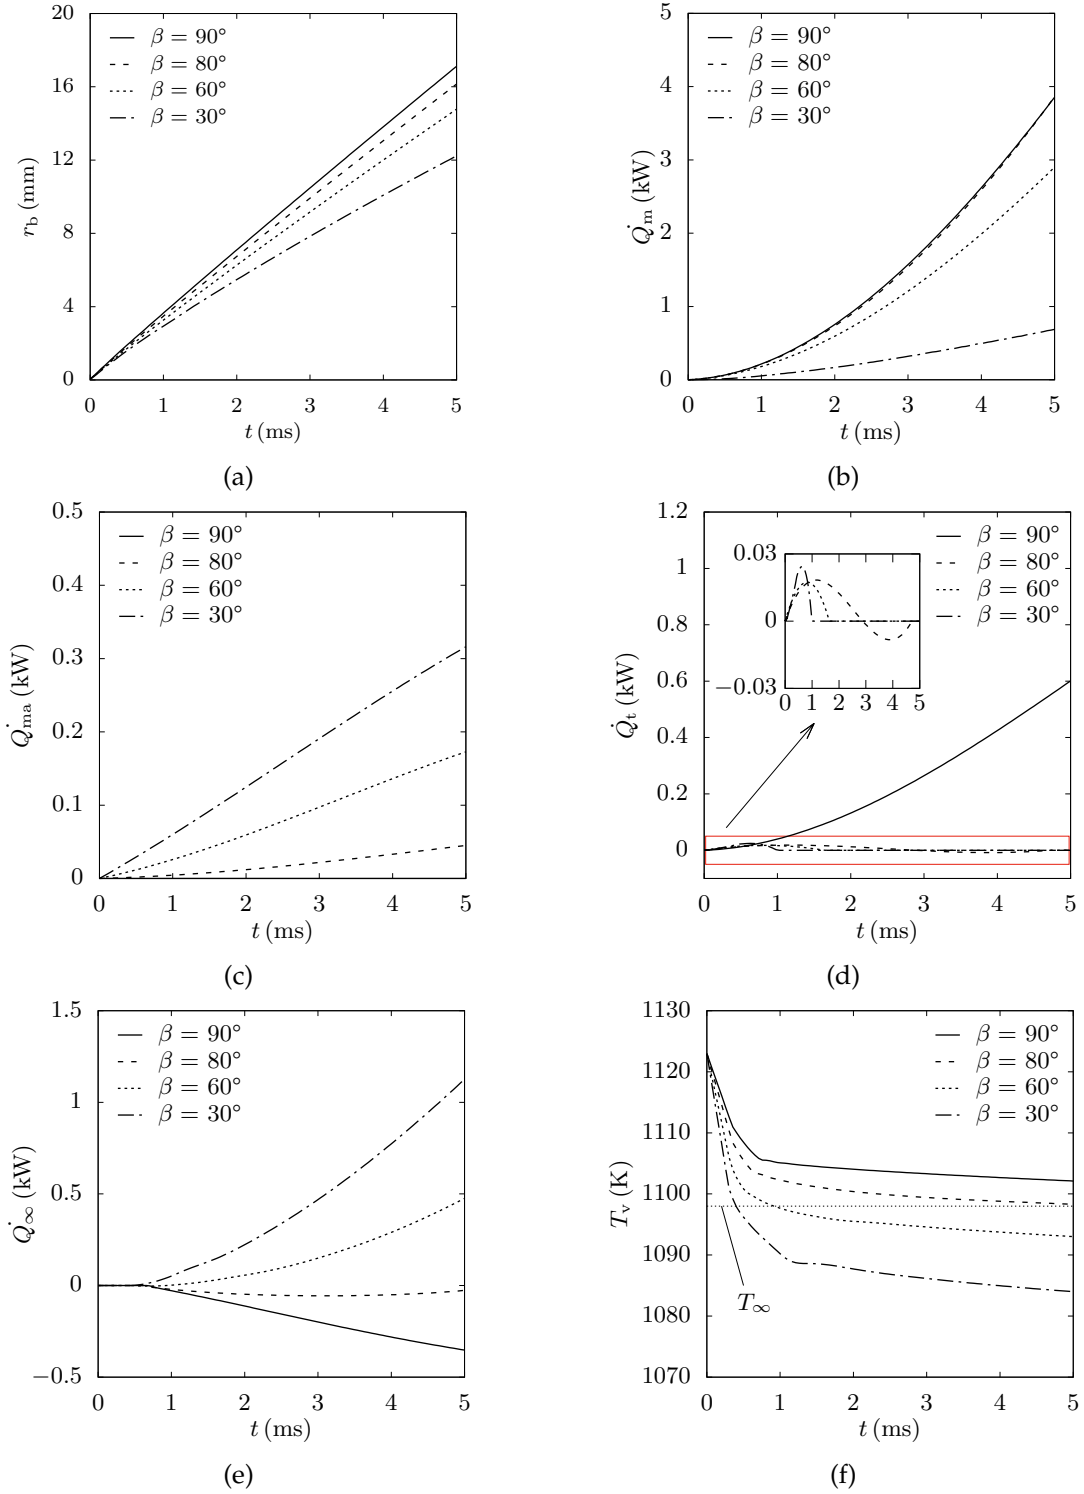 20
16
12
8
4
0
0 1 2 3 4 5
r_b (mm)
t (ms)
β = 90°
β = 80°
β = 60°
β = 30°
(a)
5
4
3
2
1
0
0 1 2 3 4 5
Q̇_m (kW)
t (ms)
β = 90°
β = 80°
β = 60°
β = 30°
(b)
0.5
0.4
0.3
0.2
0.1
0
0 1 2 3 4 5
Q̇_ma (kW)
t (ms)
β = 90°
β = 80°
β = 60°
β = 30°
(c)
1.2
1
0.8
0.6
0.4
0.2
0
0 1 2 3 4 5
Q̇_t (kW)
t (ms)
β = 90°
β = 80°
β = 60°
β = 30°
0.03
0
−0.03
0 1 2 3 4 5
(d)
1.5
1
0.5
0
−0.5
0 1 2 3 4 5
Q̇_∞ (kW)
t (ms)
β = 90°
β = 80°
β = 60°
β = 30°
(e)
1130
1120
1110
1100
1090
1080
1070
0 1 2 3 4 5
T_v (K)
t (ms)
β = 90°
β = 80°
β = 60°
β = 30°
T_∞
(f)